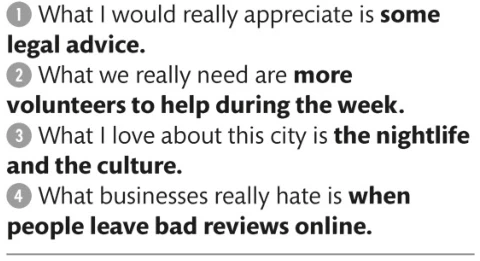 1 What I would really appreciate is some
legal advice.
2 What we really need are more
volunteers to help during the week.
3 What I love about this city is the nightlife
and the culture.
4 What businesses really hate is when
people leave bad reviews online.